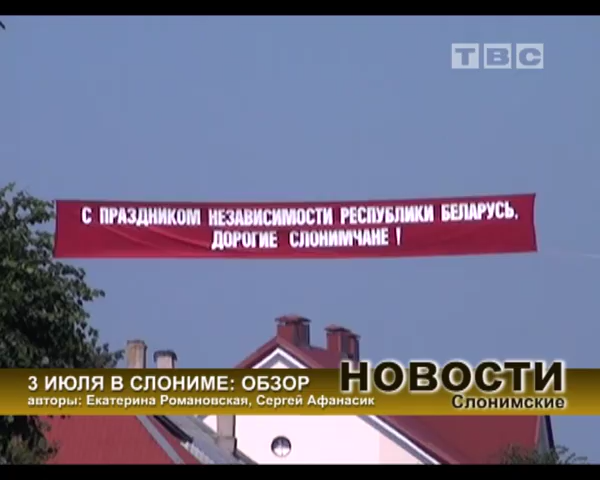 ТВС
С ПРАЗДНИКОМ НЕЗАВИСИМОСТИ РЕСПУБЛИКИ БЕЛАРУСЬ,
ДОРОГИЕ СЛОНИМЧАНЕ !
3 ИЮЛЯ В СЛОНИМЕ: ОБЗОР
авторы: Екатерина Романовская, Сергей Афанасик
НОВОСТИ
Слонимские